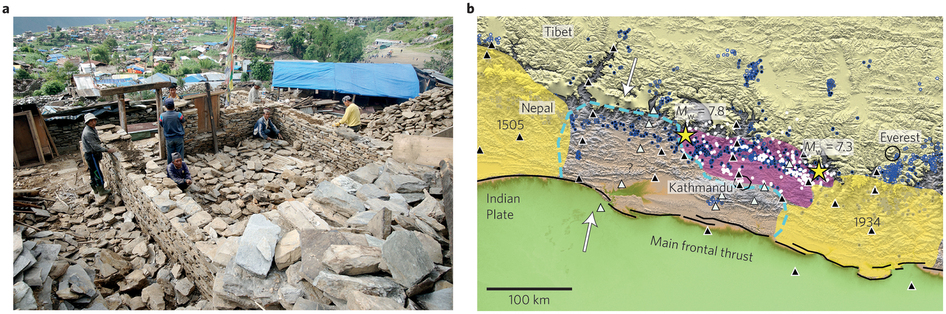 a
b
Tibet
Nepal
1505
Mw = 7.8
Mw = 7.3
Everest
Kathmandu
Indian
Plate
1934
Main frontal thrust
100 km